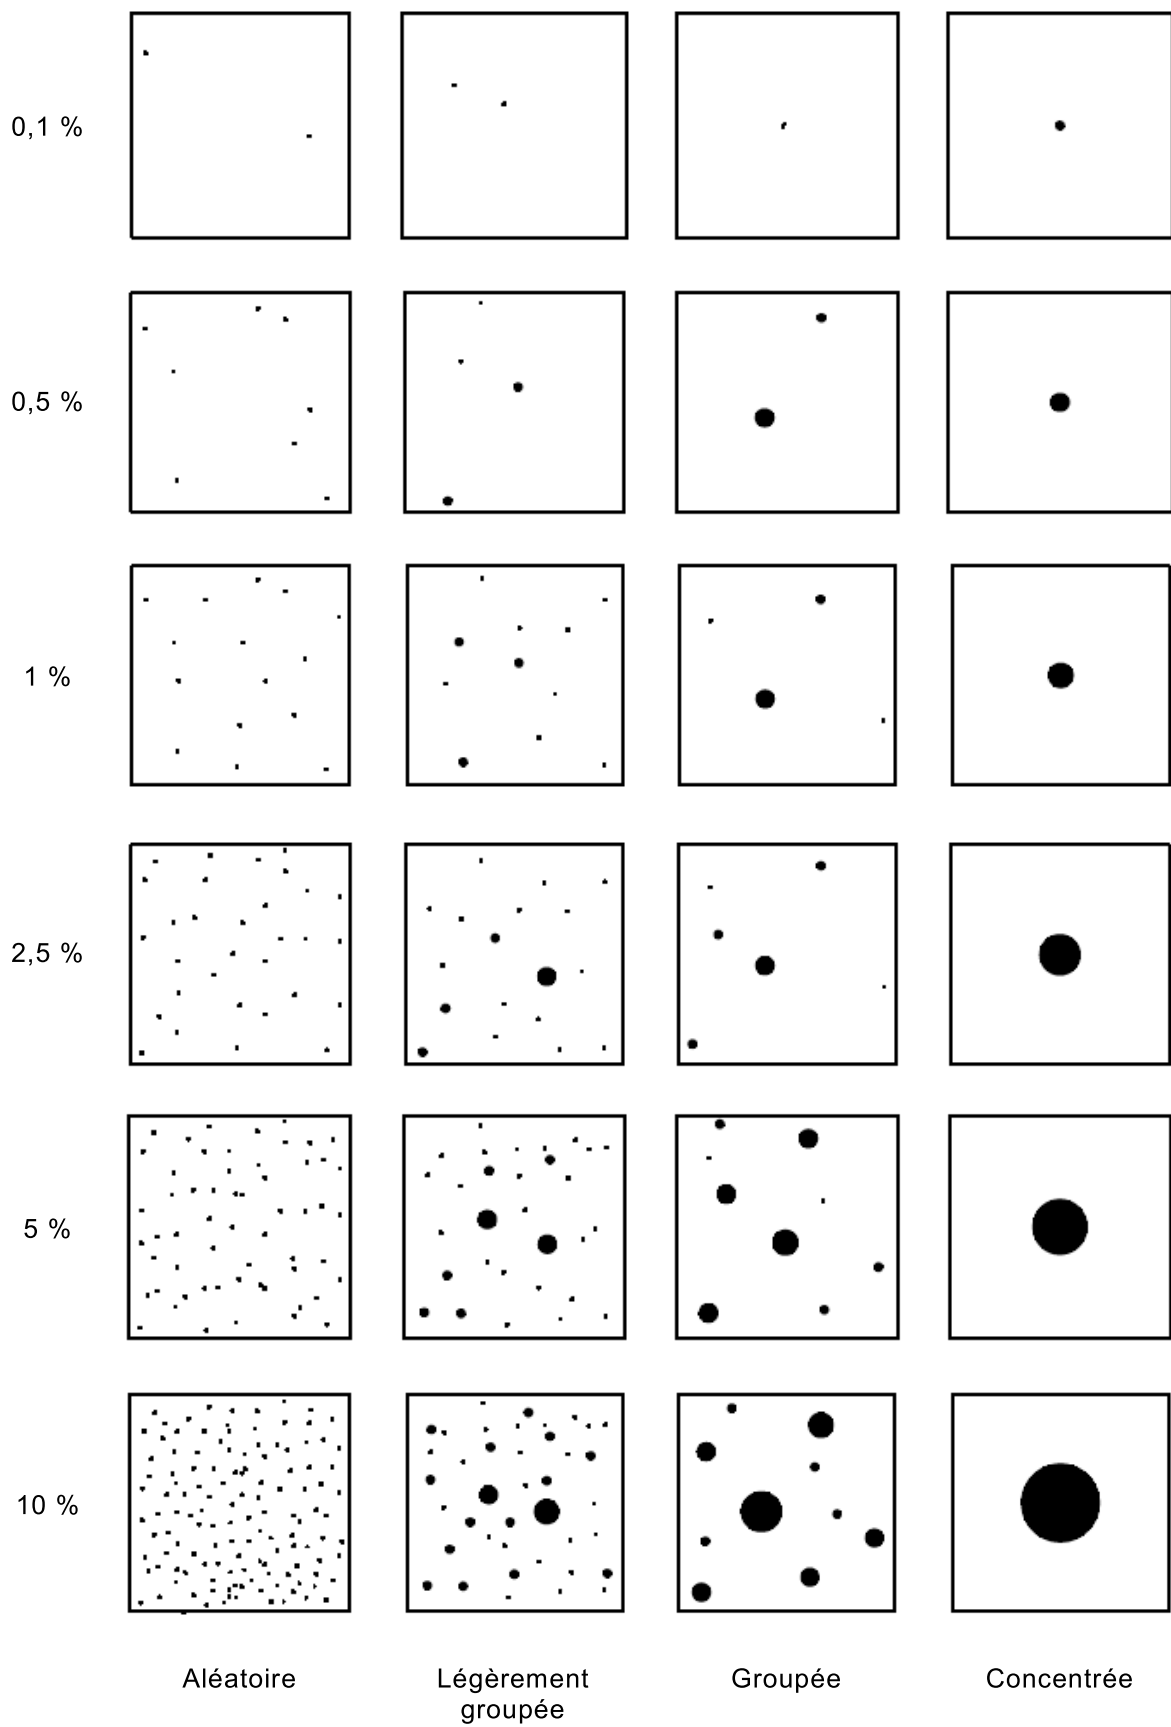 0,1 %
0,5 %
1 %
2,5 %
5 %
10 %
Aléatoire
Légèrement
groupée
Groupée
Concentrée